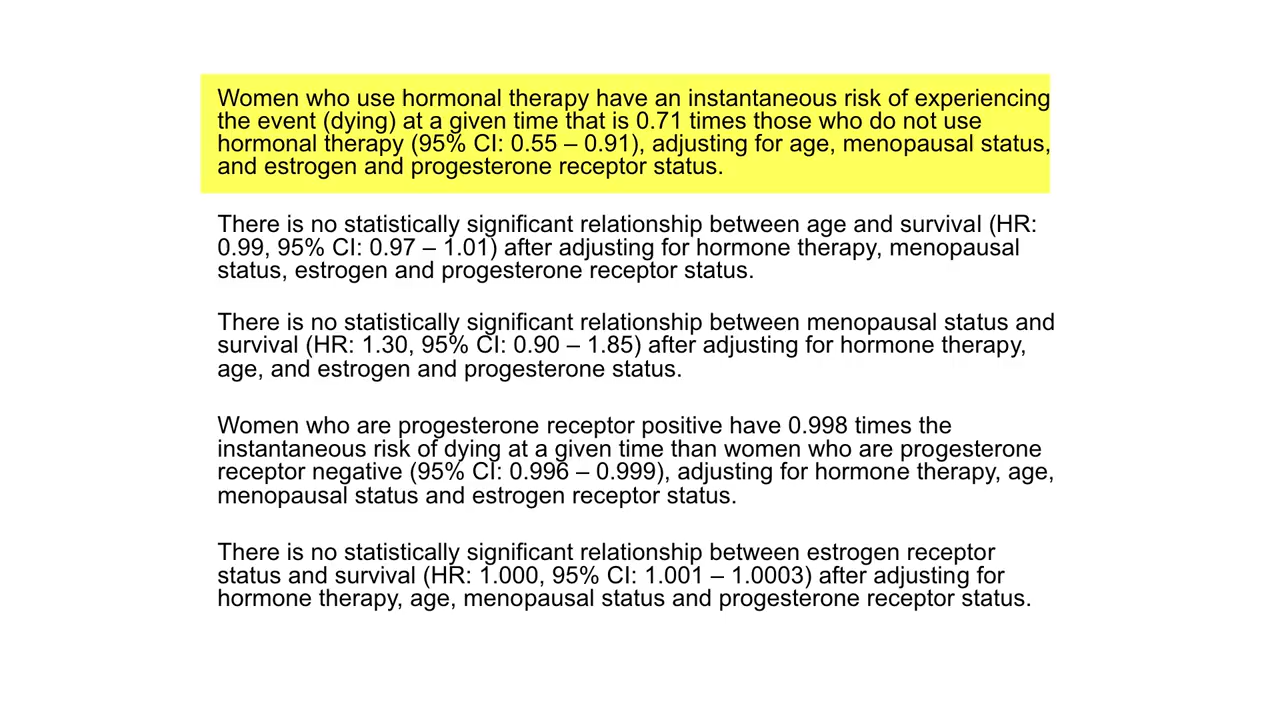 Women who use hormonal therapy have an instantaneous risk of experiencing
the event (dying) at a given time that is 0.71 times those who do not use
hormonal therapy (95% CI: 0.55 – 0.91), adjusting for age, menopausal status,
and estrogen and progesterone receptor status.
There is no statistically significant relationship between age and survival (HR:
0.99, 95% CI: 0.97 – 1.01) after adjusting for hormone therapy, menopausal
status, estrogen and progesterone receptor status.
There is no statistically significant relationship between menopausal status and
survival (HR: 1.30, 95% CI: 0.90 – 1.85) after adjusting for hormone therapy,
age, and estrogen and progesterone status.
Women who are progesterone receptor positive have 0.998 times the
instantaneous risk of dying at a given time than women who are progesterone
receptor negative (95% CI: 0.996 – 0.999), adjusting for hormone therapy, age,
menopausal status and estrogen receptor status.
There is no statistically significant relationship between estrogen receptor
status and survival (HR: 1.000, 95% CI: 1.001 – 1.0003) after adjusting for
hormone therapy, age, menopausal status and progesterone receptor status.